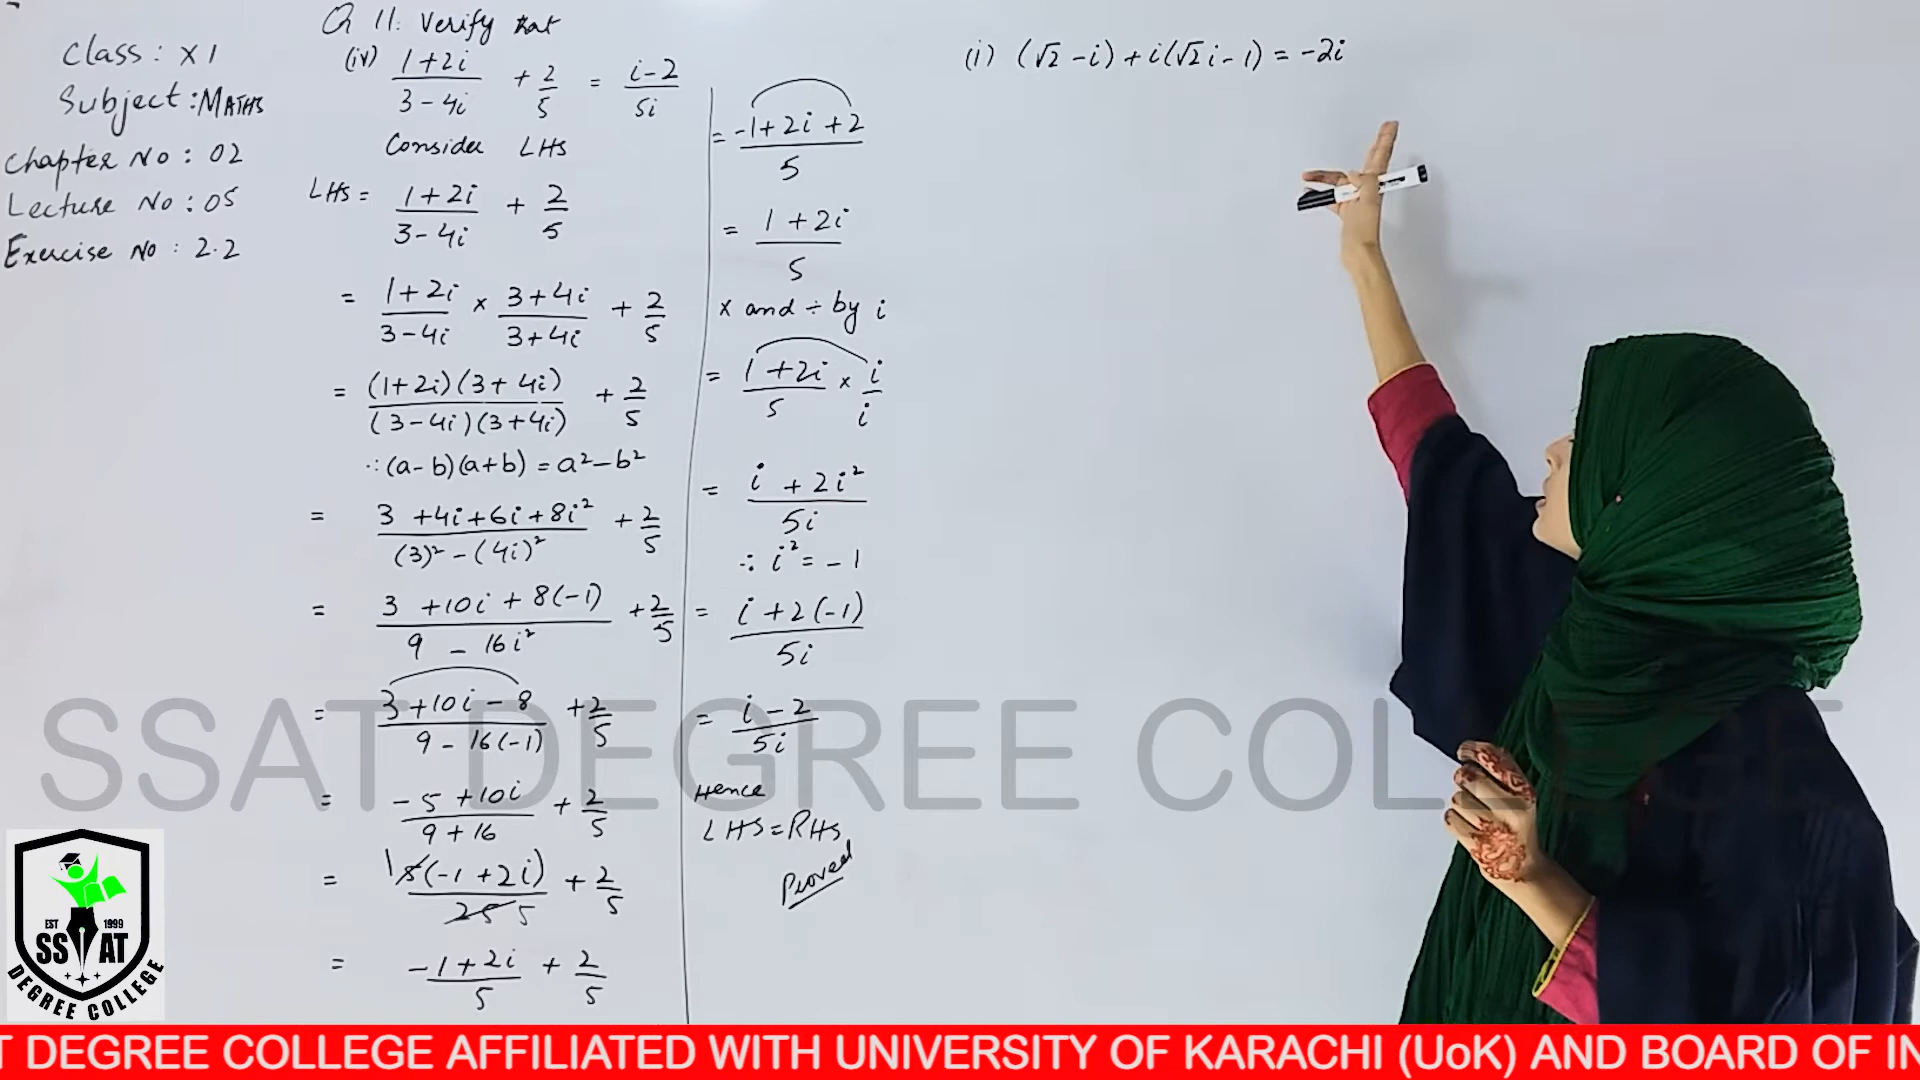 Class: XI
Subject: MATHS
Chapter No: 02
Lecture No: 05
Exercise No: 2.2
Q 11. Verify that
(iv) (1+2i)/(3-4i) + 2/5 = (i-2)/5i
Consider LHS
LHS = (1+2i)/(3-4i) + 2/5
= (1+2i)/(3-4i) × (3+4i)/(3+4i) + 2/5
= (1+2i)(3+4i)/(3-4i)(3+4i) + 2/5
∵ (a-b)(a+b) = a²-b²
= (3+4i+6i+8i²)/((3)²-(4i)²) + 2/5
= (3+10i+8(-1))/(9-16i²) + 2/5
= (3+10i-8)/(9-16(-1)) + 2/5
= (-5+10i)/(9+16) + 2/5
= 1 5(-1+2i)/25 5 + 2/5
= (-1+2i)/5 + 2/5
= (-1+2i+2)/5
= (1+2i)/5
× and ÷ by i
= (1+2i)/5 × i/i
= (i+2i²)/5i
∴ i² = -1
= (i+2(-1))/5i
= (i-2)/5i
Hence
LHS = RHS
Proved
(i) (√2-i)+i(√2i-1) = -2i
SSAT DEGREE COLLEGE
EST 1999
SSAT
DEGREE COLLEGE
T DEGREE COLLEGE AFFILIATED WITH UNIVERSITY OF KARACHI (UoK) AND BOARD OF IN